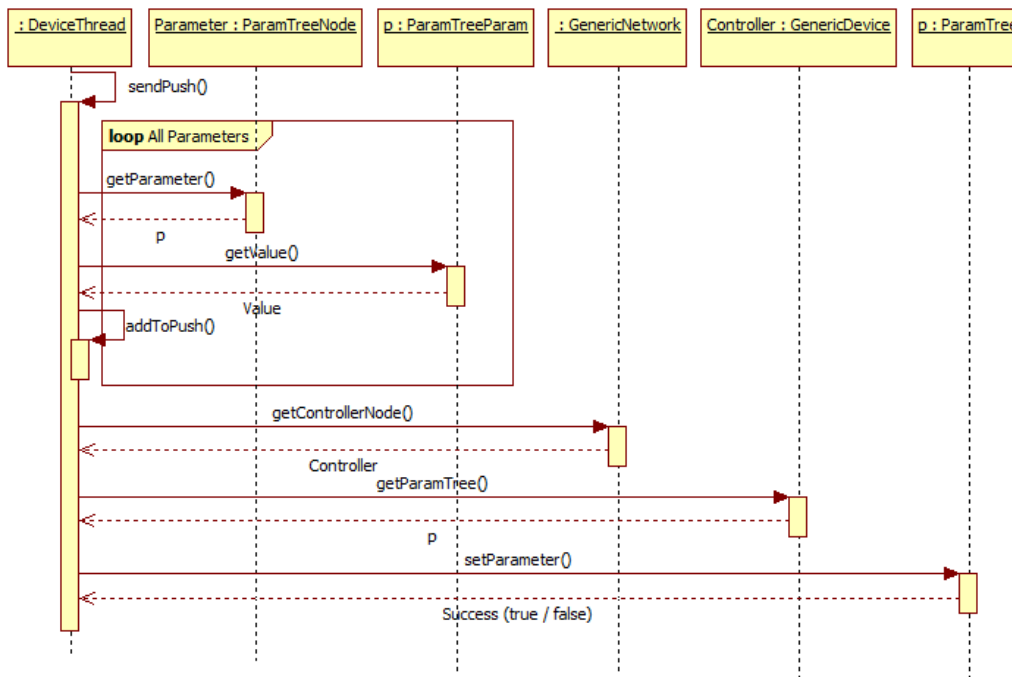 : DeviceThread
Parameter : ParamTreeNode
p : ParamTreeParam
: GenericNetwork
Controller : GenericDevice
p : ParamTree
sendPush()
loop All Parameters
getParameter()
p
getValue()
Value
addToPush()
getControllerNode()
Controller
getParamTree()
p
setParameter()
Success (true / false)